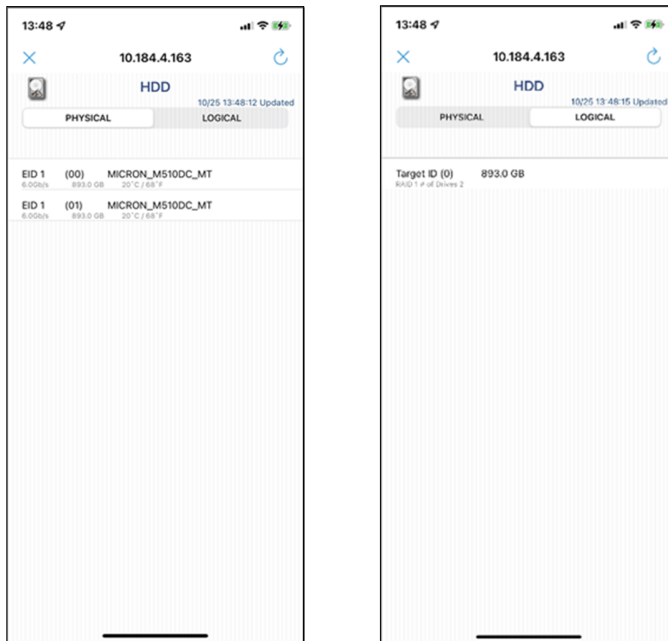 13:48
10.184.4.163
HDD
10/25 13:48:12 Updated
PHYSICAL LOGICAL
EID 1 (00) MICRON_M510DC_MT
6.0Gb/s 893.0 GB 20°C / 68°F
EID 1 (01) MICRON_M510DC_MT
6.0Gb/s 893.0 GB 20°C / 68°F
13:48
10.184.4.163
HDD
10/25 13:48:15 Updated
PHYSICAL LOGICAL
Target ID (0) 893.0 GB
RAID 1 # of Drives 2